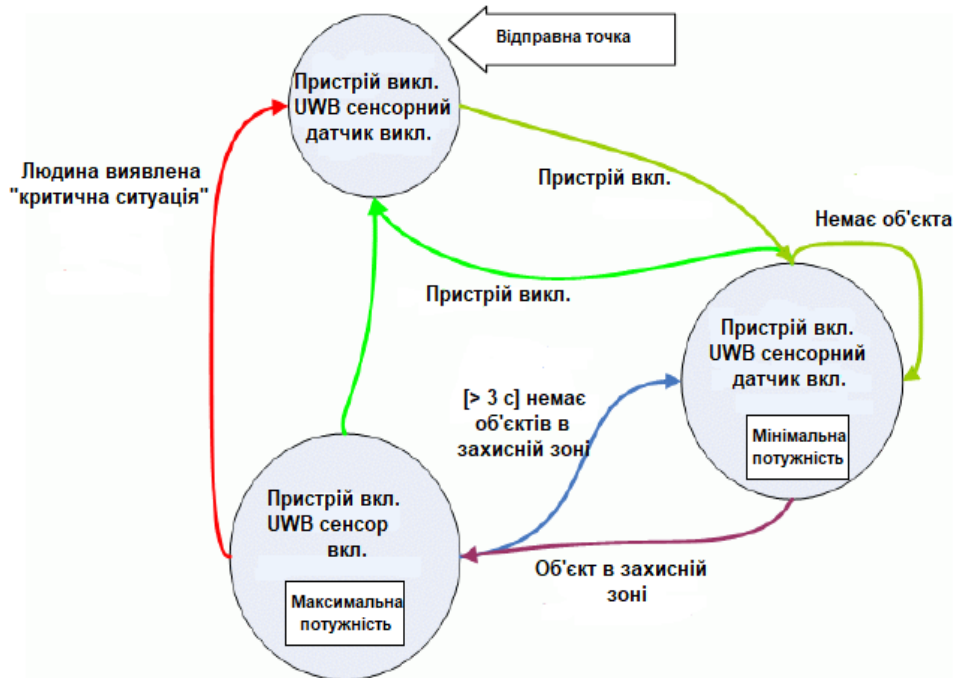 Відправна точка
Пристрій викл.
UWB сенсорний
датчик викл.
Людина виявлена
"критична ситуація"
Пристрій вкл.
Немає об'єкта
Пристрій викл.
Пристрій вкл.
UWB сенсорний
датчик вкл.
Мінімальна
потужність
[> 3 с] немає
об'єктів в
захисній зоні
Пристрій вкл.
UWB сенсор
вкл.
Максимальна
потужність
Об'єкт в захисній
зоні